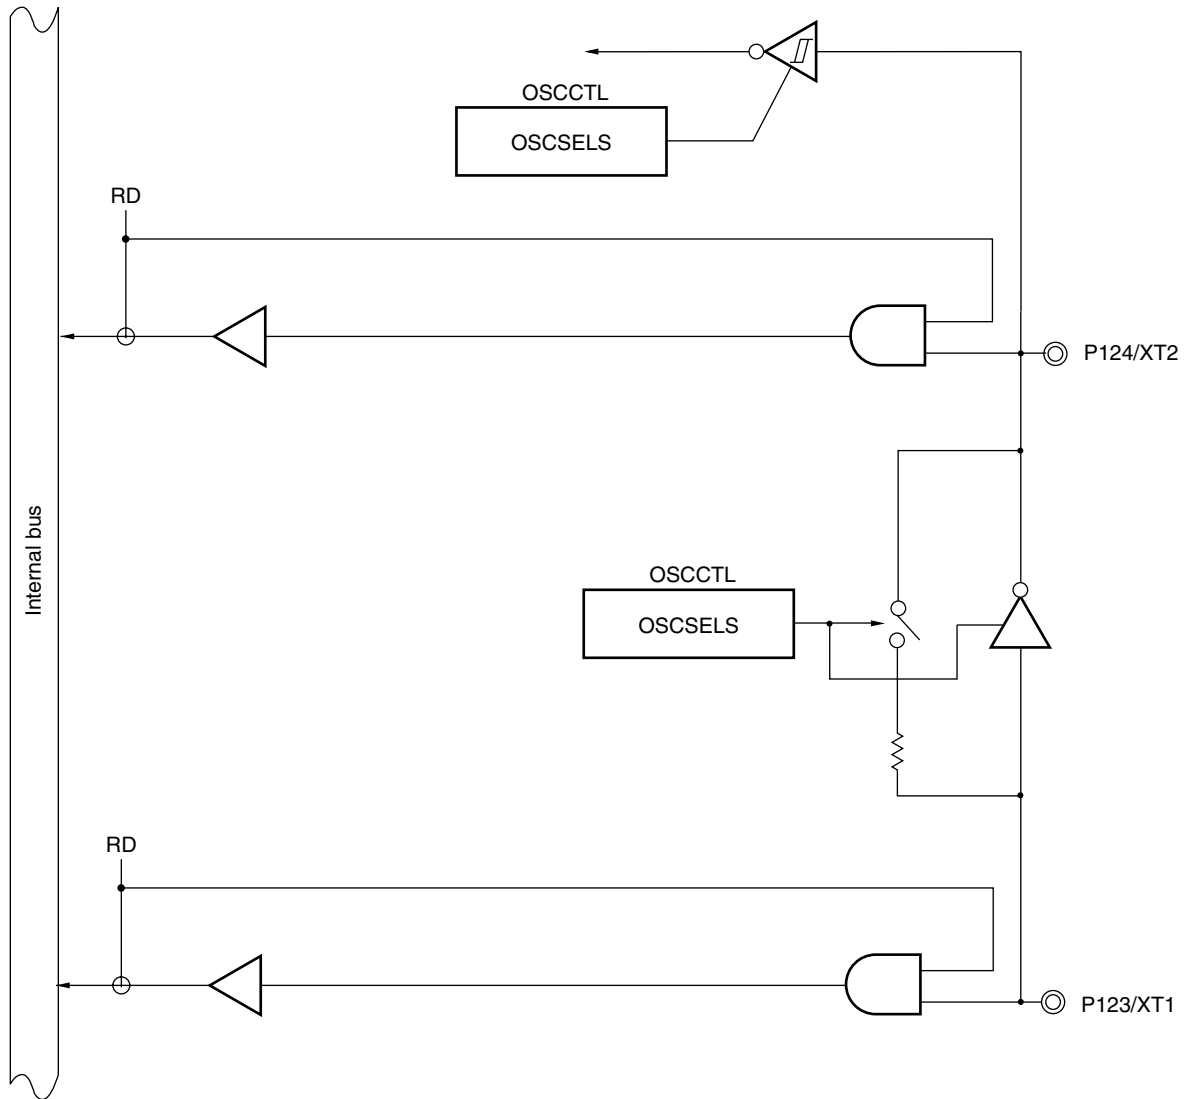 OSCCTL
OSCSELS
RD
P124/XT2
Internal bus
OSCCTL
OSCSELS
RD
P123/XT1